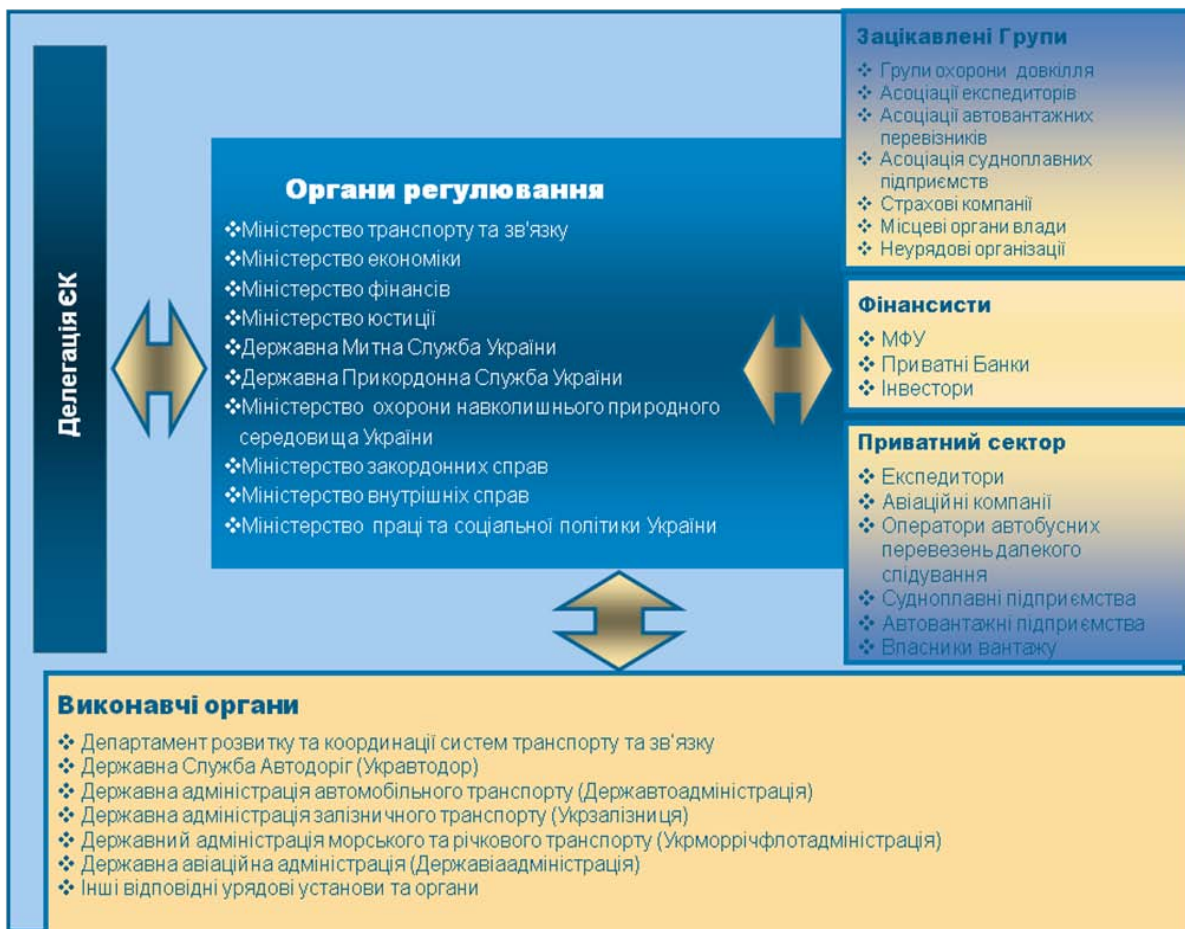 Делегація ЄК
Органи регулювання
❖Міністерство транспорту та зв'язку
❖Міністерство економіки
❖Міністерство фінансів
❖Міністерство юстиції
❖Державна Митна Служба України
❖Державна Прикордонна Служба України
❖Міністерство охорони навколишнього природного
середовища України
❖Міністерство закордонних справ
❖Міністерство внутрішніх справ
❖Міністерство праці та соціальної політики України
Зацікавлені Групи
❖ Групи охорони довкілля
❖ Асоціації експедиторів
❖ Асоціації автовантажних
перевізників
❖ Асоціація судноплавних
підприємств
❖ Страхові компанії
❖ Місцеві органи влади
❖ Неурядові організації
Фінансисти
❖ МФУ
❖ Приватні Банки
❖ Інвестори
Приватний сектор
❖ Експедитори
❖ Авіаційні компанії
❖ Оператори автобусних
перевезень далекого
слідування
❖ Судноплавні підприємства
❖ Автовантажні підприємства
❖ Власники вантажу
Виконавчі органи
❖ Департамент розвитку та координації систем транспорту та зв'язку
❖ Державна Служба Автодоріг (Укравтодор)
❖ Державна адміністрація автомобільного транспорту (Державтоадміністрація)
❖ Державна адміністрація залізничного транспорту (Укрзалізниця)
❖ Державний адміністрація морського та річкового транспорту (Укрморрічфлотадміністрація)
❖ Державна авіаційна адміністрація (Державіаадміністрація)
❖ Інші відповідні урядові установи та органи